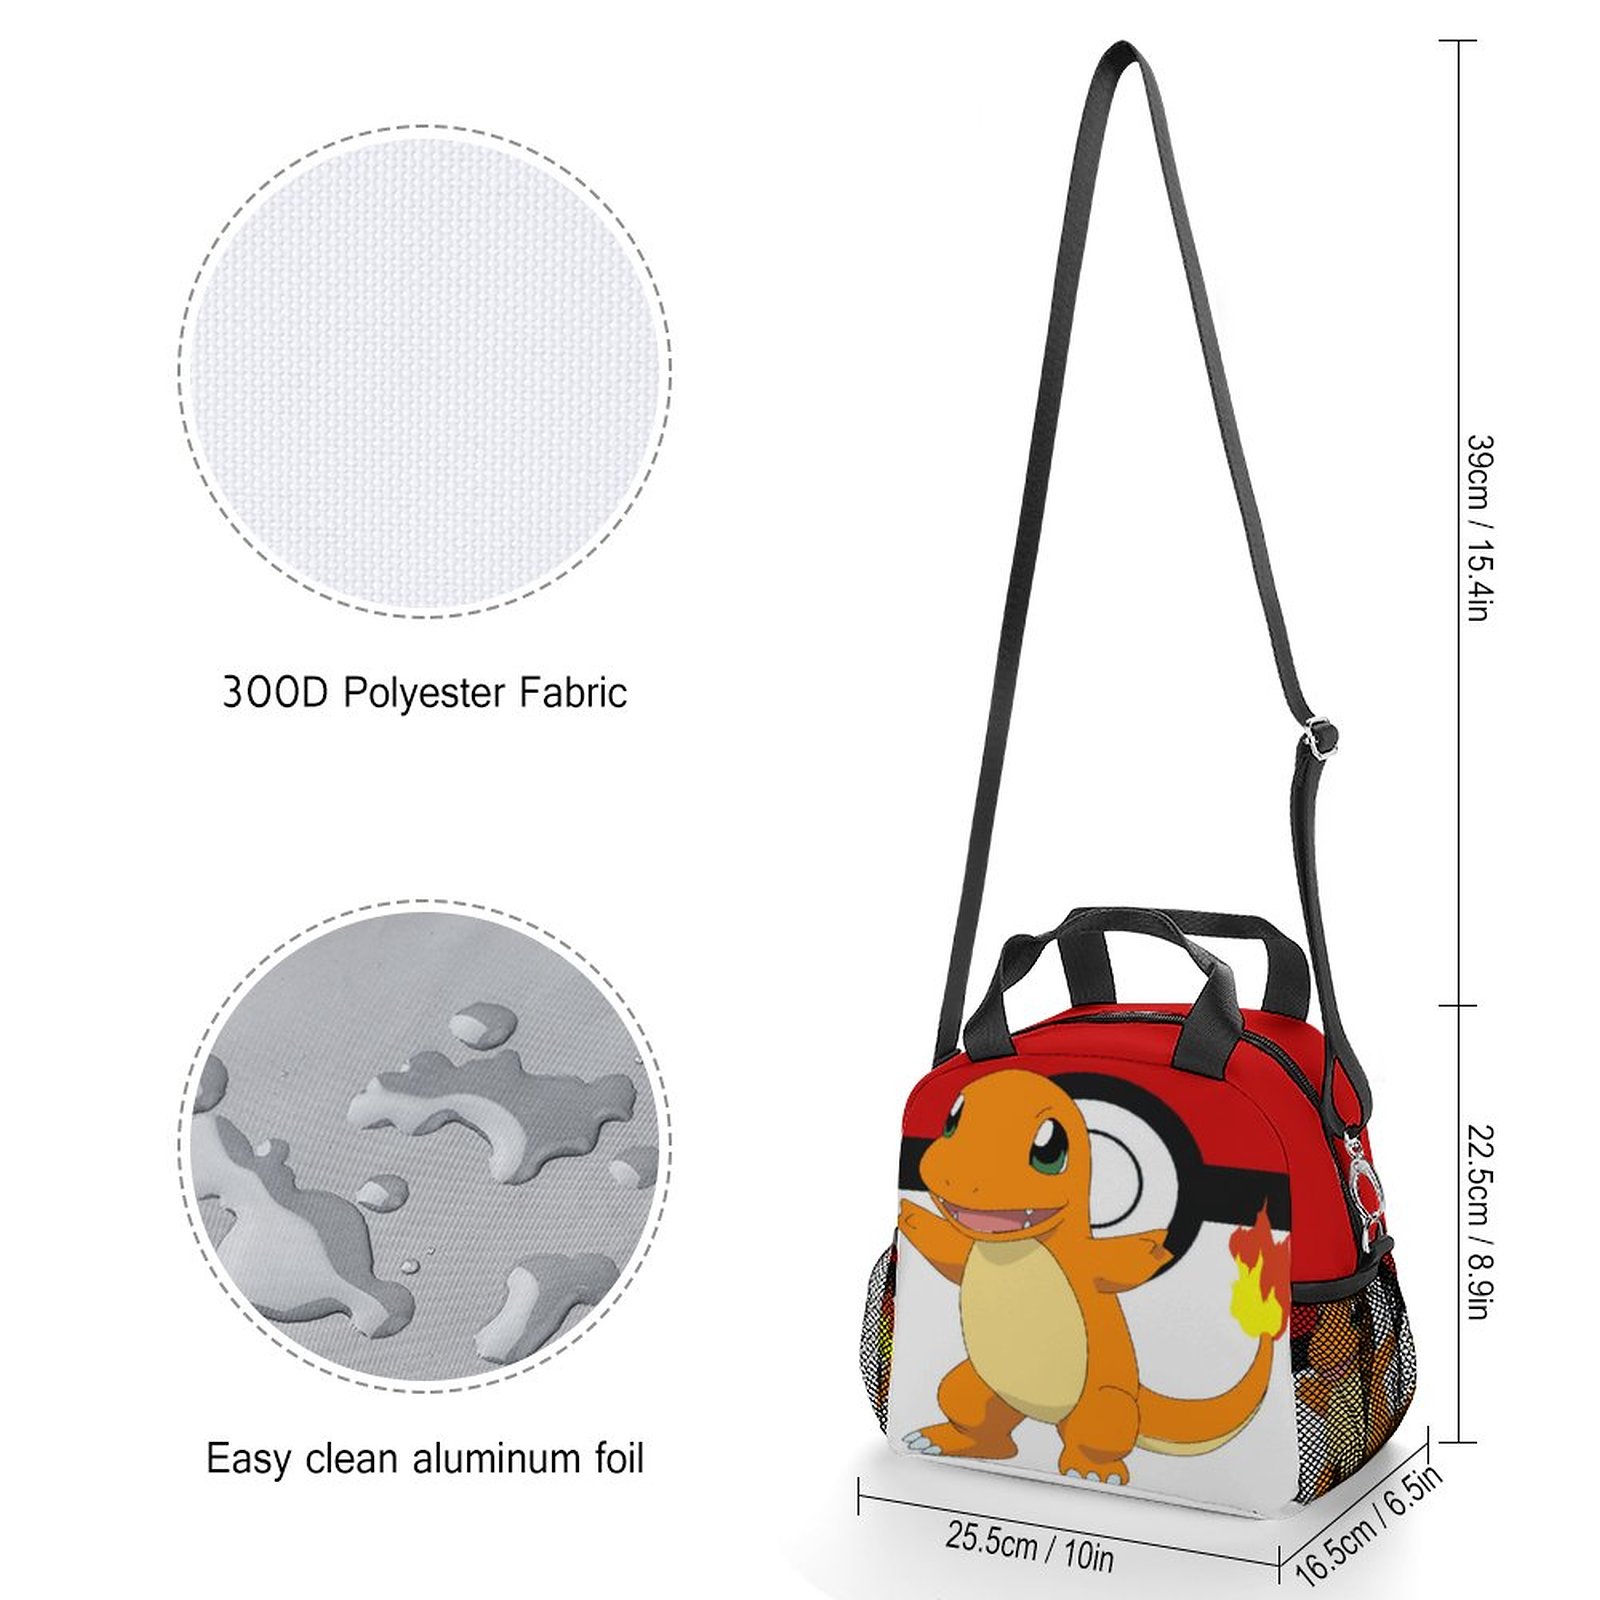 300D Polyester Fabric
Easy clean aluminum foil
39cm / 15.4in
22.5cm / 8.9in
25.5cm / 10in
16.5cm / 6.5in